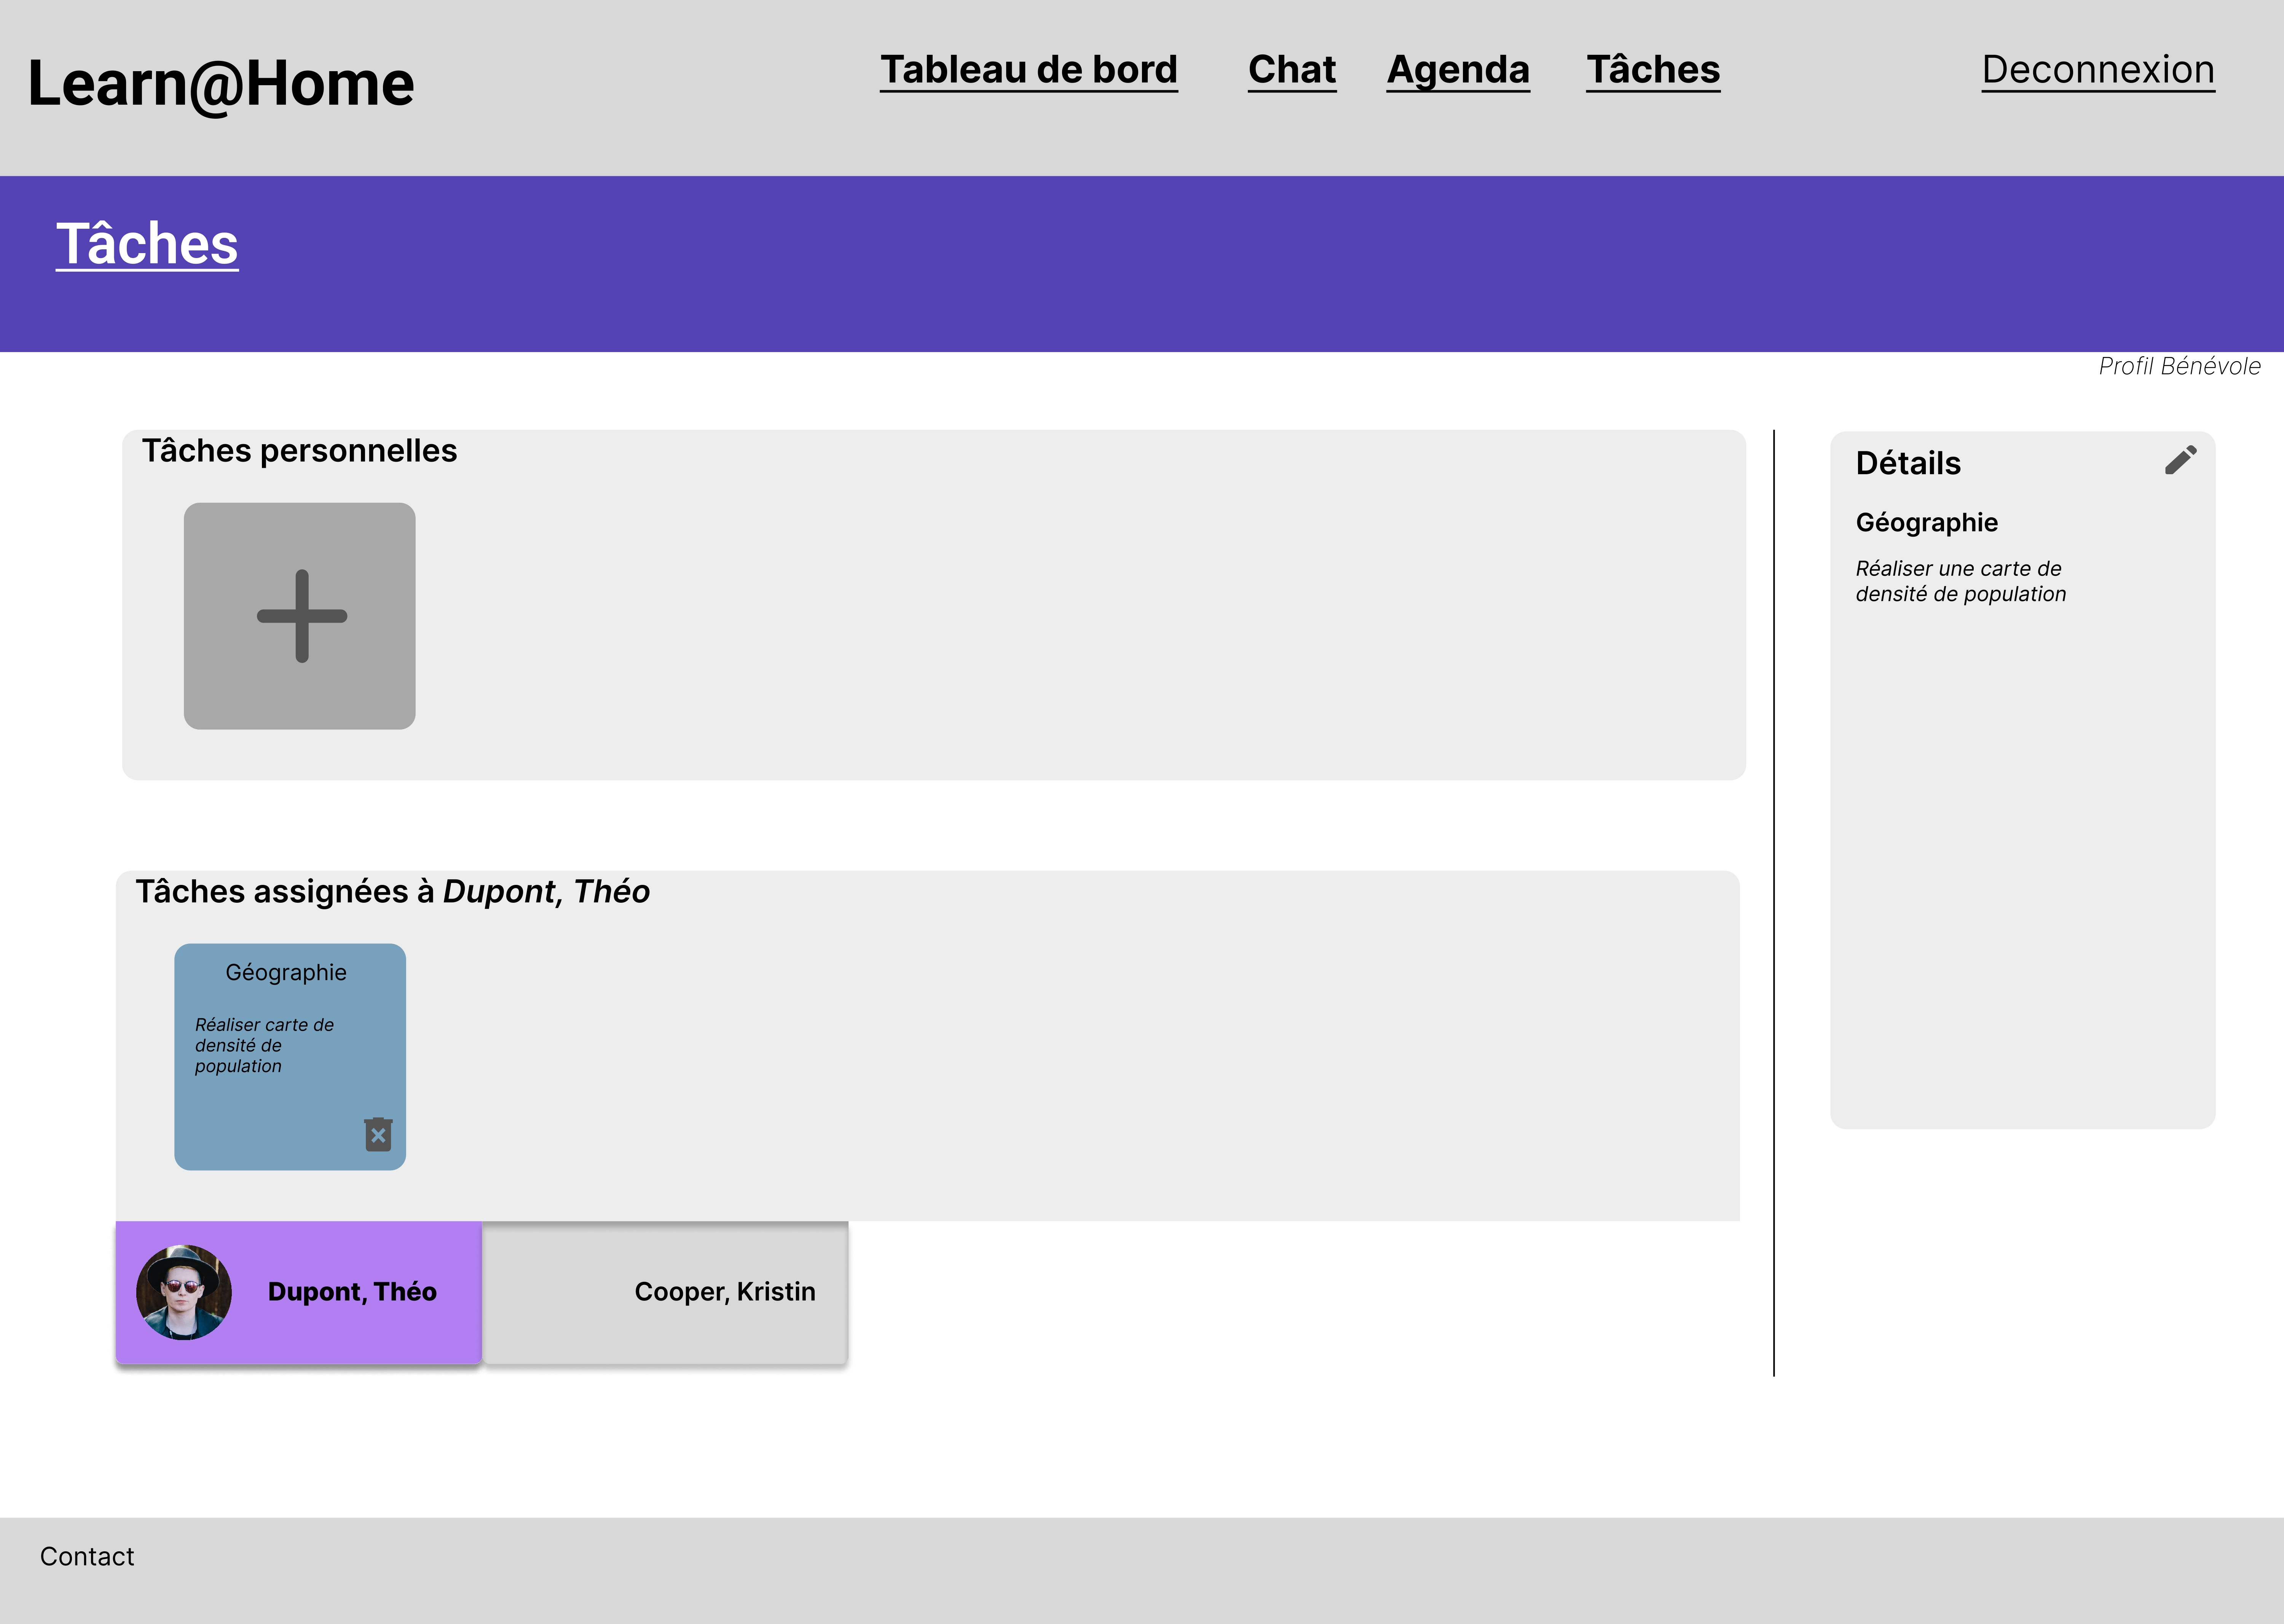 Learn@Home
Tableau de bord
Chat
Agenda
Tâches
Deconnexion
Tâches
Profil Bénévole
Tâches personnelles
Détails
Géographie
Réaliser une carte de
densité de population
Tâches assignées à Dupont, Théo
Géographie
Réaliser carte de
densité de
population
Dupont, Théo
Cooper, Kristin
Contact